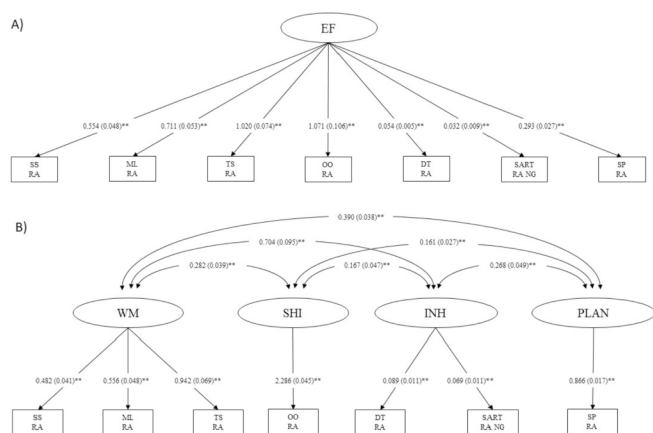 A)
EF
0.554 (0.048)** 0.711 (0.053)** 1.020 (0.074)** 1.071 (0.106)** 0.054 (0.005)** 0.032 (0.009)** 0.293 (0.027)**
SS ML TS OO DT SART SP
RA RA RA RA RA RA NG RA
B)
0.390 (0.038)**
0.704 (0.095)** 0.161 (0.027)**
0.282 (0.039)** 0.167 (0.047)** 0.268 (0.049)**
WM SHI INH PLAN
0.482 (0.041)** 0.556 (0.048)** 0.942 (0.069)** 2.286 (0.045)** 0.089 (0.011)** 0.069 (0.011)** 0.866 (0.017)**
SS ML TS OO DT SART SP
RA RA RA RA RA RA NG RA